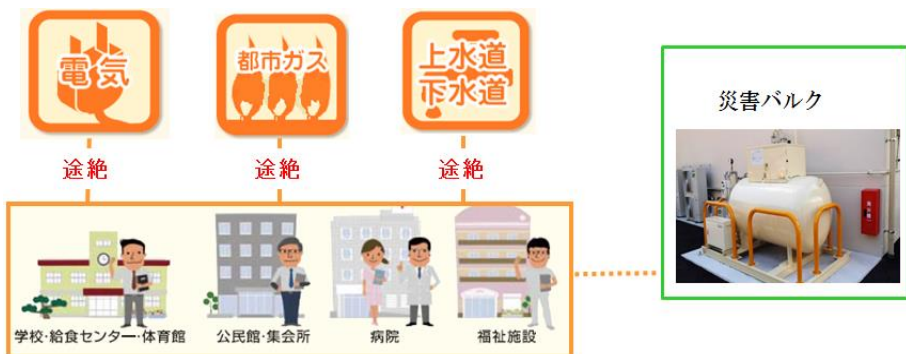 電気
都市ガス
上水道
下水道
途絶
途絶
途絶
災害バルク
学校・給食センター・体育館
公民館・集会所
病院
福祉施設